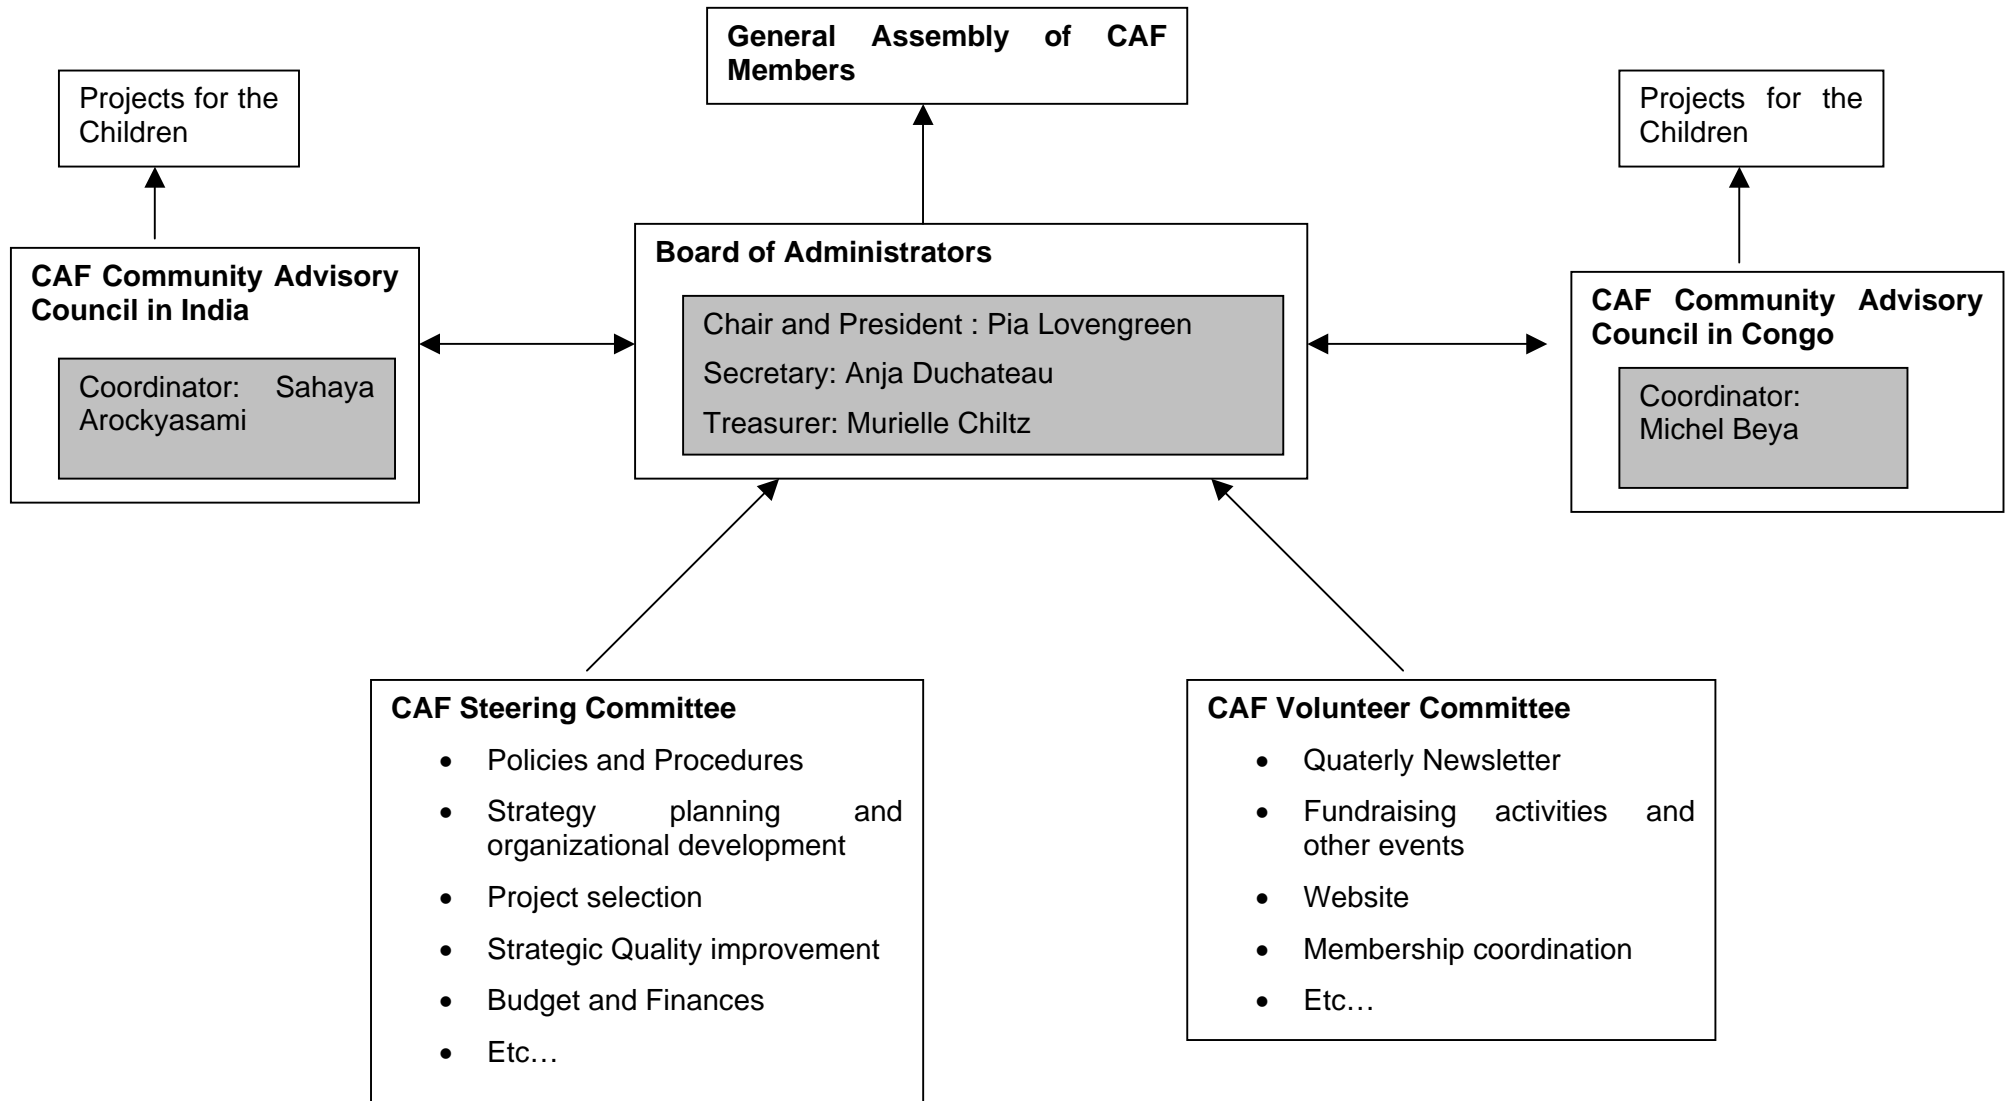 General Assembly of CAF
Members
Projects for the
Children
Projects for the
Children
CAF Community Advisory
Council in India
Coordinator: Sahaya
Arockyasami
Board of Administrators
Chair and President : Pia Lovengreen
Secretary: Anja Duchateau
Treasurer: Murielle Chiltz
CAF Community Advisory
Council in Congo
Coordinator:
Michel Beya
CAF Steering Committee
• Policies and Procedures
• Strategy planning and
organizational development
• Project selection
• Strategic Quality improvement
• Budget and Finances
• Etc…
CAF Volunteer Committee
• Quaterly Newsletter
• Fundraising activities and
other events
• Website
• Membership coordination
• Etc…